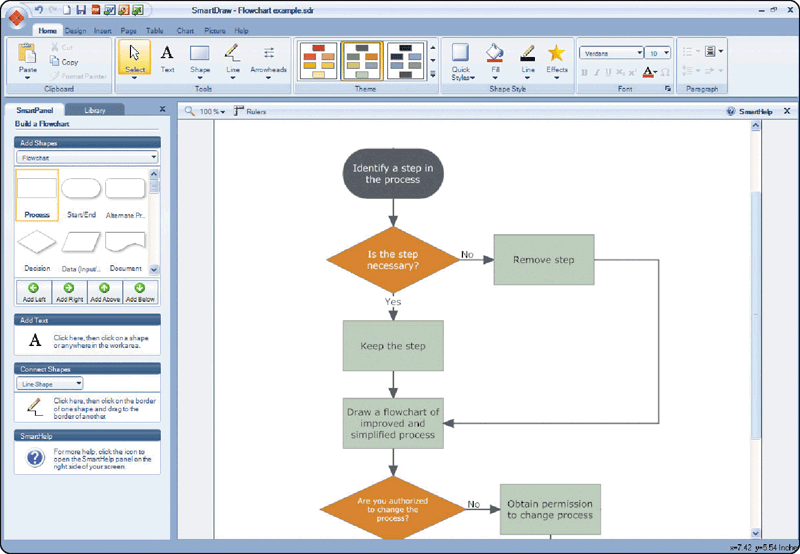 SmartDraw - Flowchart example.sdr
Home Design Insert Page Table Chart Picture Help
Paste
Cut
Copy
Format Painter
Clipboard
Select
Text
Shape
Line
Arrowheads
Tools
Theme
Quick
Styles
Fill
Line
Effects
Shape Style
Verdana 10
B I U
Font
Paragraph
SmartPanel Library
Build a Flowchart
Add Shapes
Flowchart
Process Start/End Alternate Pr...
Decision Data (Input/... Document
Add Left Add Right Add Above Add Below
Add Text
A
Click here, then click on a shape
or anywhere in the work area.
Connect Shapes
Line-Shape
Click here, then click on the border
of one shape and drag to the
border of another.
SmartHelp
For more help, click the icon to
open the SmartHelp panel on the
right side of your screen.
100 % Rulers
SmartHelp
Identify a step in
the process
Is the step
necessary?
No
Remove step
Yes
Keep the step
Draw a flowchart of
improved and
simplified process
Are you authorized
to change the
process?
No
Obtain permission
to change process
x=7.42 y=5.54 inches